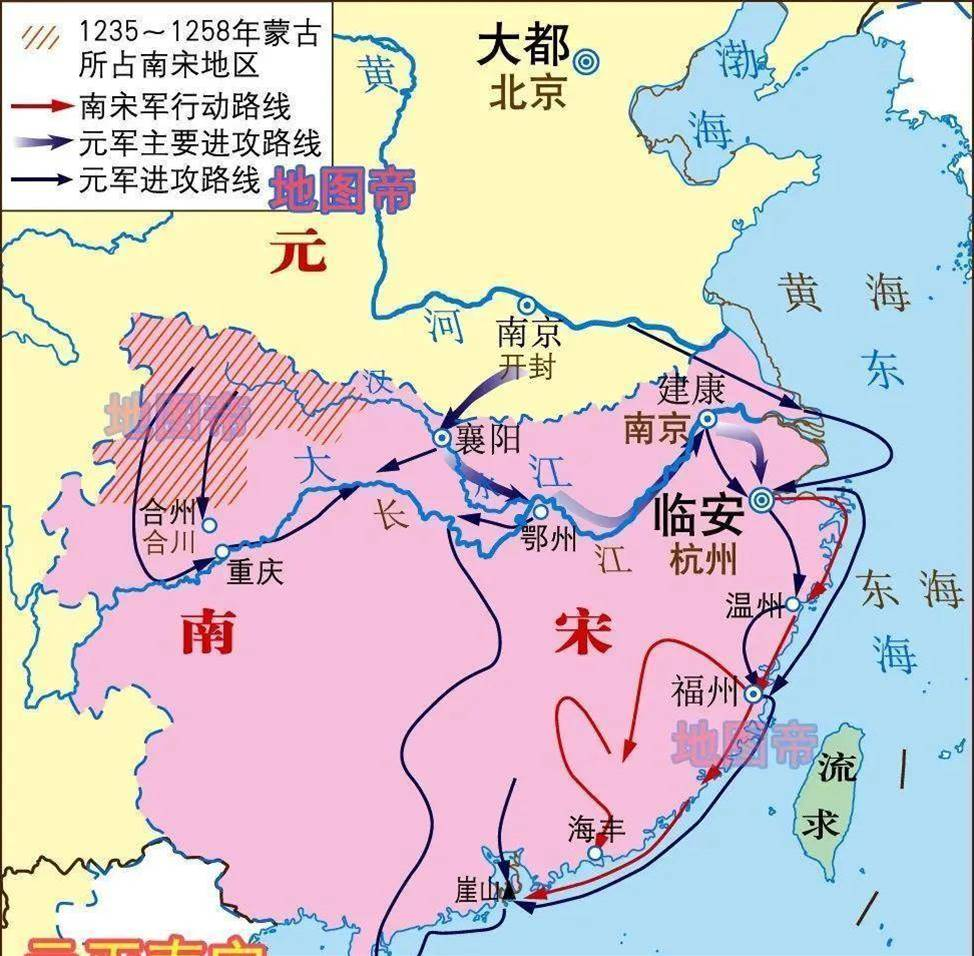 1235～1258年蒙古
所占南宋地区
南宋军行动路线
元军主要进攻路线
元军进攻路线
地图帝
大都
北京
渤
海
黄
元
河
南京
开封
黄海
东
汉
建康
南京
地图帝
襄阳
大
江
水
长
鄂州
江
临安
杭州
合州
合川
重庆
南
宋
温州
东海
海
福州
地图帝
流
求
海丰
崖山
元灭南宋